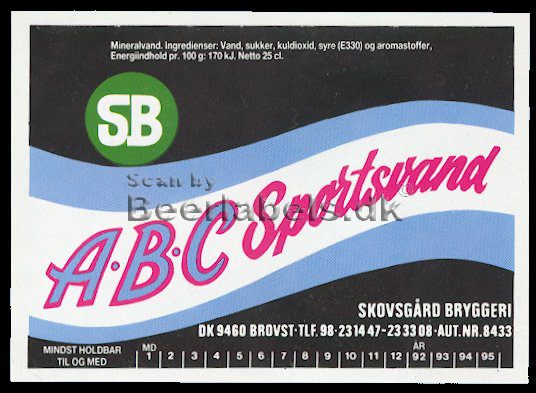 Mineralvand. Ingredienser: Vand, sukker, kuldioxid, syre (E330) og aromastoffer,
Energiindhold pr. 100 g: 170 kJ. Netto 25 cl.
SB
Scan by
Beerlabels.dk
A·B·C Sportsvand®
SKOVSGÅRD BRYGGERI
DK 9460 BROVST·TLF. 98·23 14 47-23 33 08·AUT.NR.8433
MINDST HOLDBAR
TIL OG MED
MD ÅR
1 2 3 4 5 6 7 8 9 10 11 12 92 93 94 95